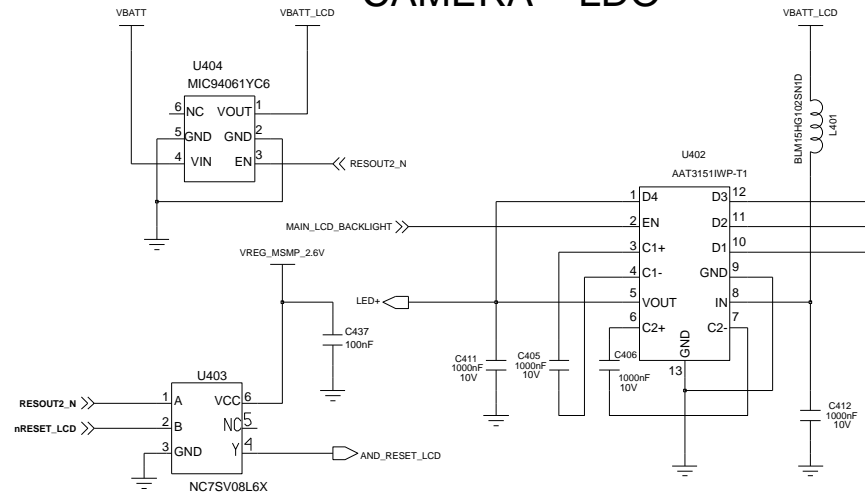 CAMERA LDO
VBATT
VBATT_LCD
U404
MIC94061YC6
6 NC VOUT 1
5 GND GND 2
4 VIN EN 3
RESOUT2_N
VBATT_LCD
BLM15HG102SN1D
L401
U402
AAT3151IWP-T1
1 D4 D3 12
2 EN D2 11
3 C1+ D1 10
4 C1- GND 9
5 VOUT IN 8
6 C2+ C2- 7
GND
13
MAIN_LCD_BACKLIGHT
LED+
VREG_MSMP_2.6V
C437
100nF
C411
1000nF
10V
C405
1000nF
10V
C406
1000nF
10V
C412
1000nF
10V
U403
RESOUT2_N
nRESET_LCD
1 A VCC 6
2 B NC 5
3 GND Y 4
AND_RESET_LCD
NC7SV08L6X